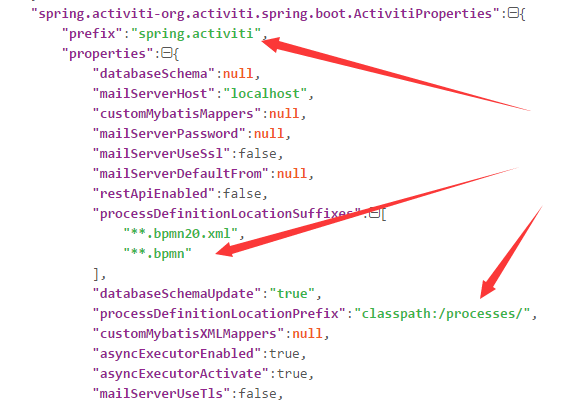 "spring.activiti-org.activiti.spring.boot.ActivitiProperties":{
"prefix":"spring.activiti",
"properties":{
"databaseSchema":null,
"mailServerHost":"localhost",
"customMybatisMappers":null,
"mailServerPassword":null,
"mailServerUseSsl":false,
"mailServerDefaultFrom":null,
"restApiEnabled":false,
"processDefinitionLocationSuffixes":[
"**.bpmn20.xml",
"**.bpmn"
],
"databaseSchemaUpdate":"true",
"processDefinitionLocationPrefix":"classpath:/processes/",
"customMybatisXMLMappers":null,
"asyncExecutorEnabled":true,
"asyncExecutorActivate":true,
"mailServerUseTls":false,